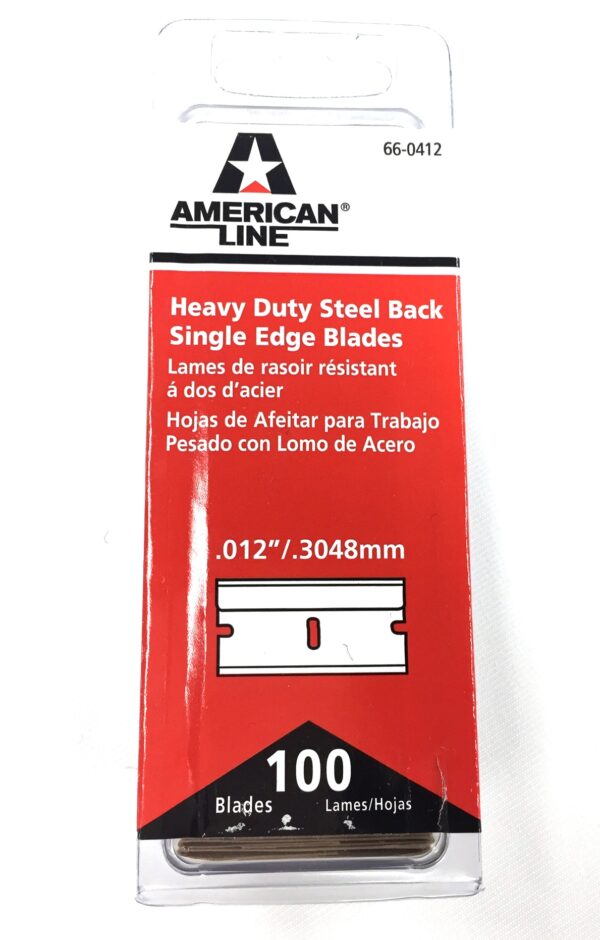 66-0412
AMERICAN®
LINE
Heavy Duty Steel Back
Single Edge Blades
Lames de rasoir résistant
á dos d’acier
Hojas de Afeitar para Trabajo
Pesado con Lomo de Acero
.012”/.3048mm
100
Blades Lames/Hojas